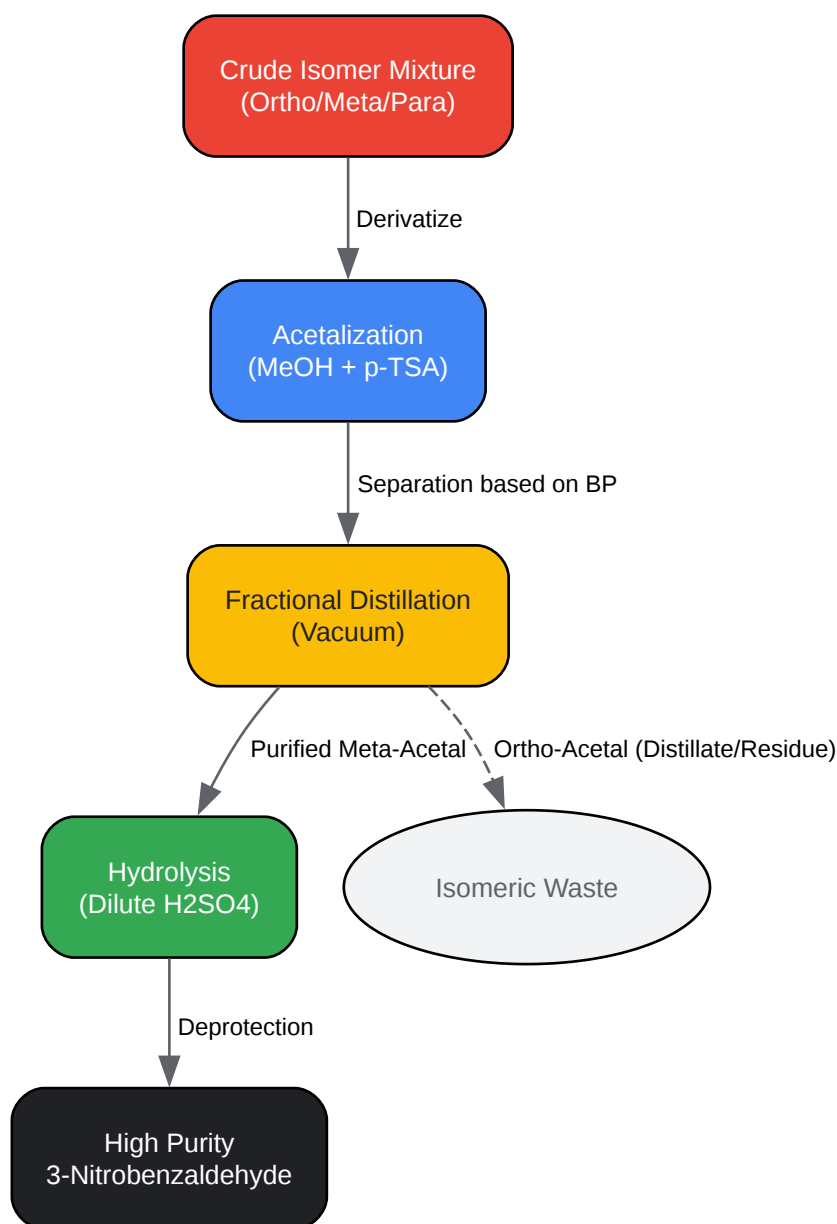 Crude Isomer Mixture
(Ortho/Meta/Para)
Derivatize
Acetalization
(MeOH + p-TSA)
Separation based on BP
Fractional Distillation
(Vacuum)
Purified Meta-Acetal
Ortho-Acetal (Distillate/Residue)
Hydrolysis
(Dilute H2SO4)
Isomeric Waste
Deprotection
High Purity
3-Nitrobenzaldehyde